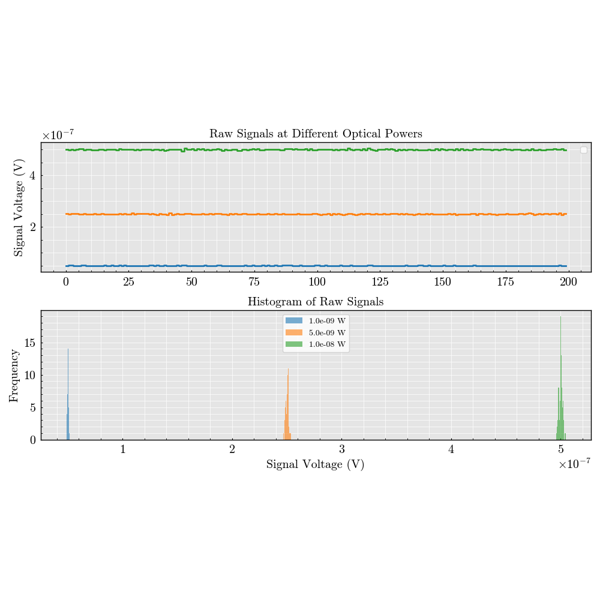 Raw Signals at Different Optical Powers
×10⁻⁷
Signal Voltage (V)
4
2
0 25 50 75 100 125 150 175 200
Histogram of Raw Signals
1.0e-09 W
5.0e-09 W
1.0e-08 W
Frequency
15
10
5
0
1 2 3 4 5
Signal Voltage (V)
×10⁻⁷